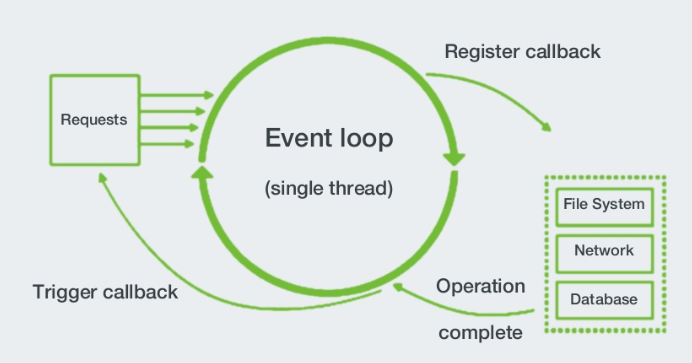 Register callback
Requests
Event loop
(single thread)
File System
Network
Database
Operation
complete
Trigger callback